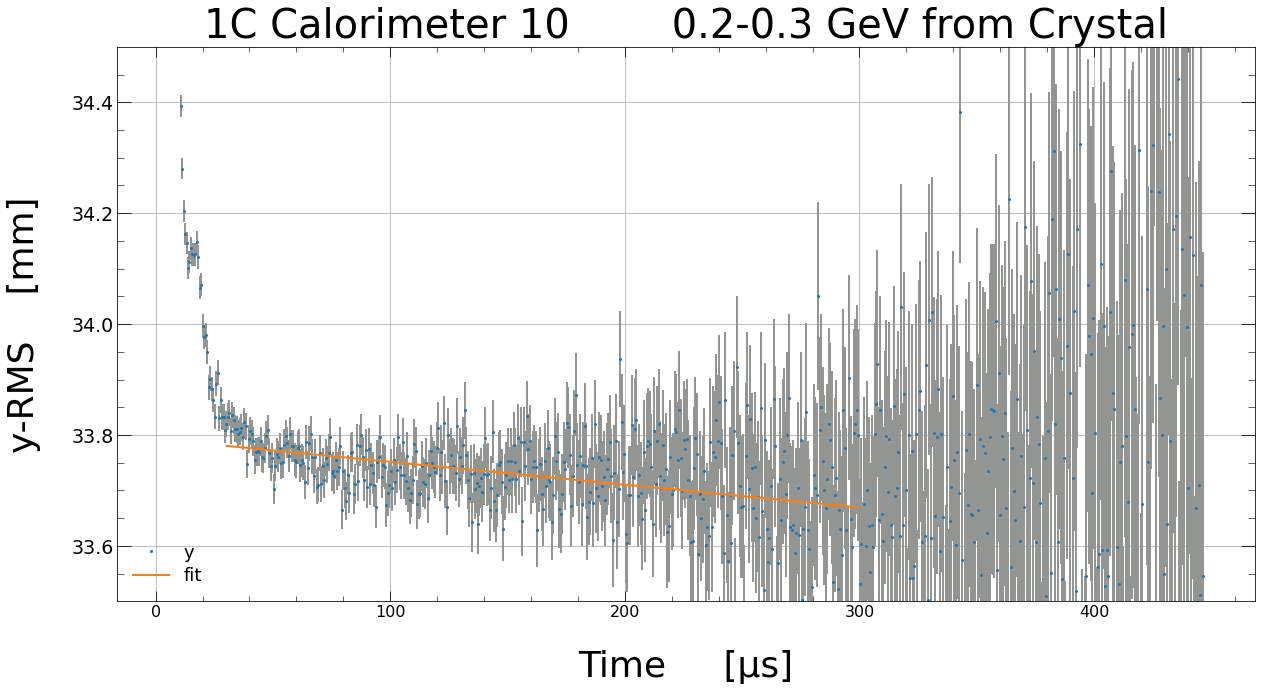 1C Calorimeter 10 0.2-0.3 GeV from Crystal
34.4
34.2
34.0
33.8
33.6
y-RMS [mm]
y
fit
0 100 200 300 400
Time [µs]